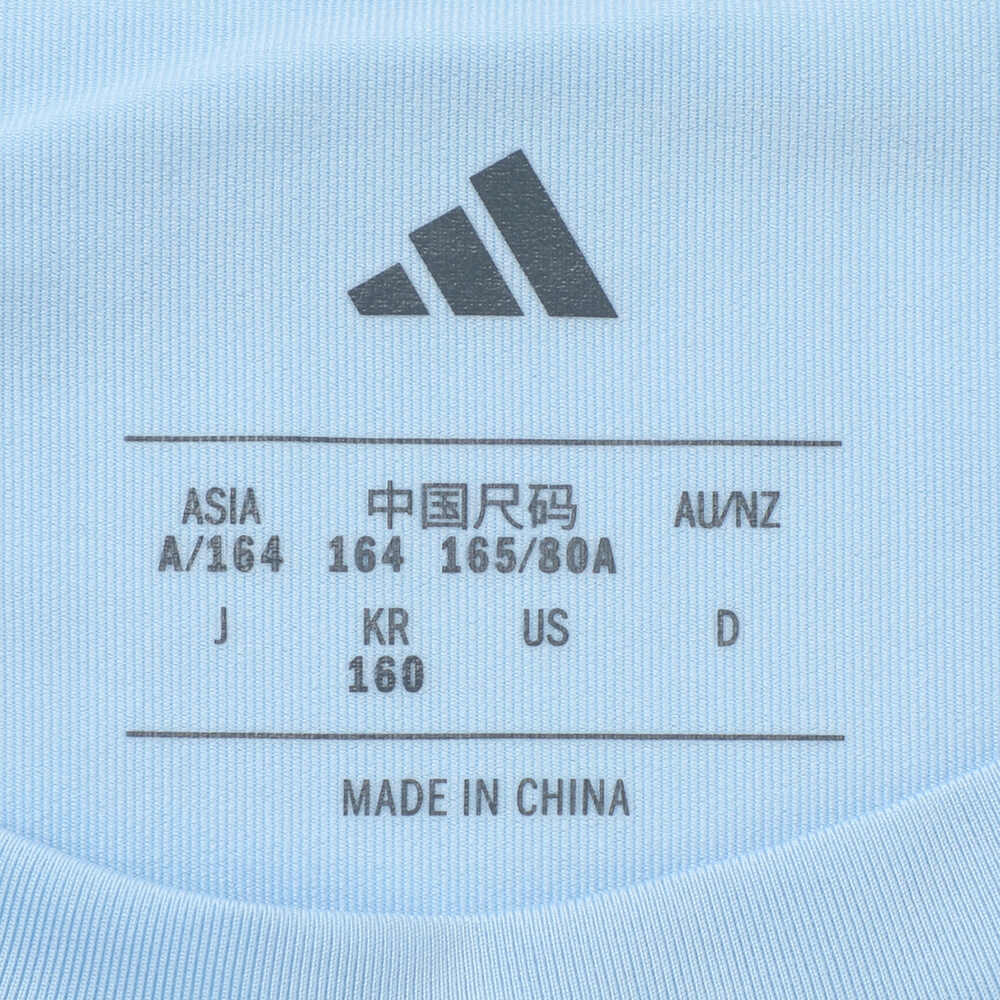 ASIA 中国尺码 AU/NZ
A/164 164 165/80A
J KR US D
160
MADE IN CHINA